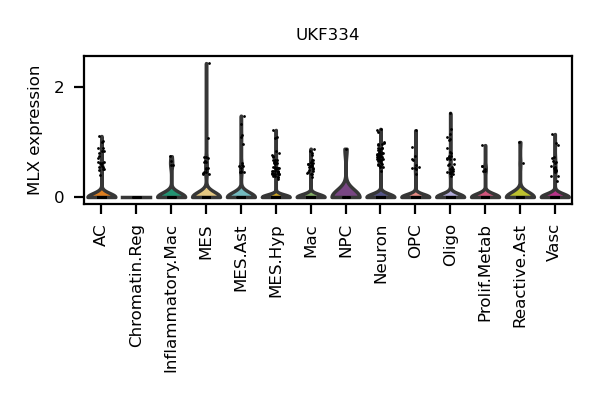 UKF334
MLX expression
2
0
AC
Chromatin.Reg
Inflammatory.Mac
MES
MES.Ast
MES.Hyp
Mac
NPC
Neuron
OPC
Oligo
Prolif.Metab
Reactive.Ast
Vasc